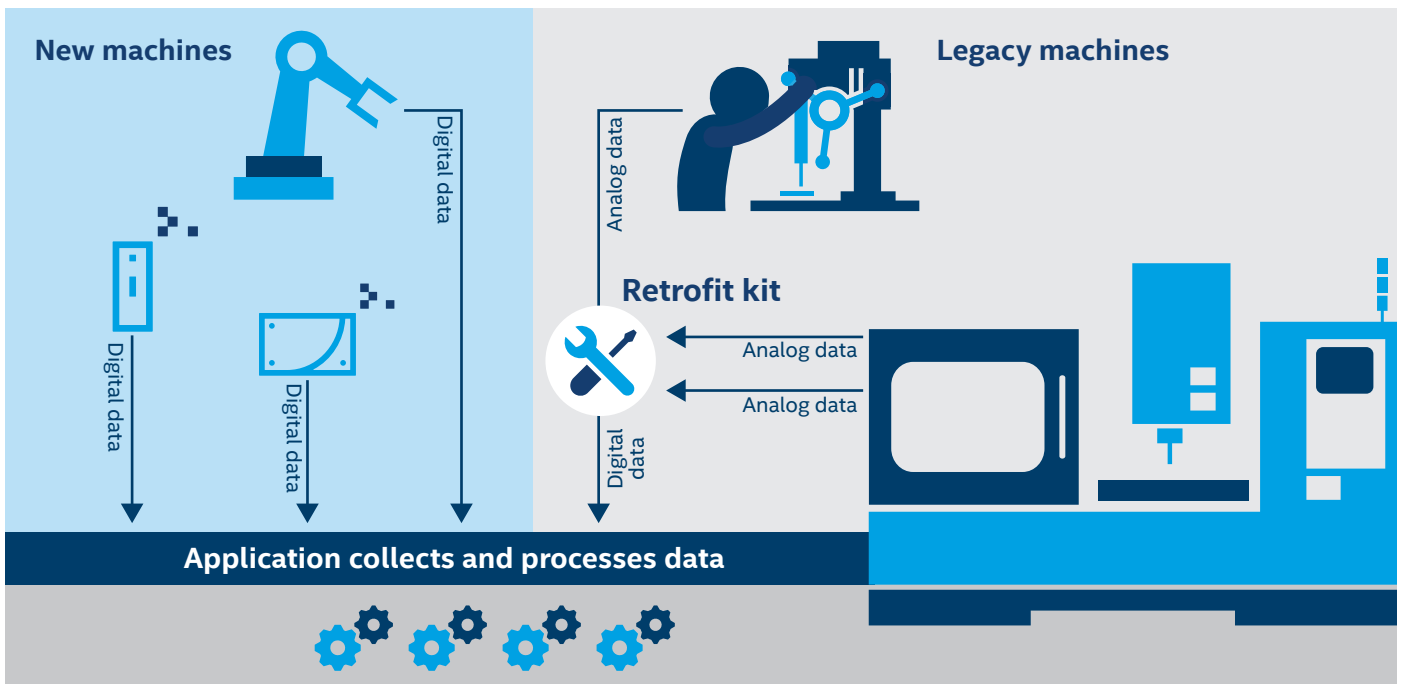 New machines
Legacy machines
Digital data
Analog data
Retrofit kit
Digital data
Analog data
Digital data
Analog data
Digital
data
Application collects and processes data